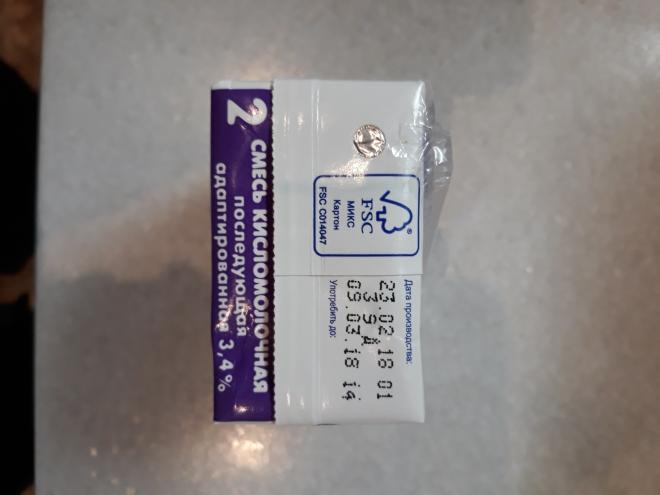 2 СМЕСЬ КИСЛОМОЛОЧНАЯ
последующая
адаптированная 3,4%
®
FSC
МИКС
Картон
FSC C014047
Дата производства:
23.02.18 01
09.03.18 14
Употребить до: